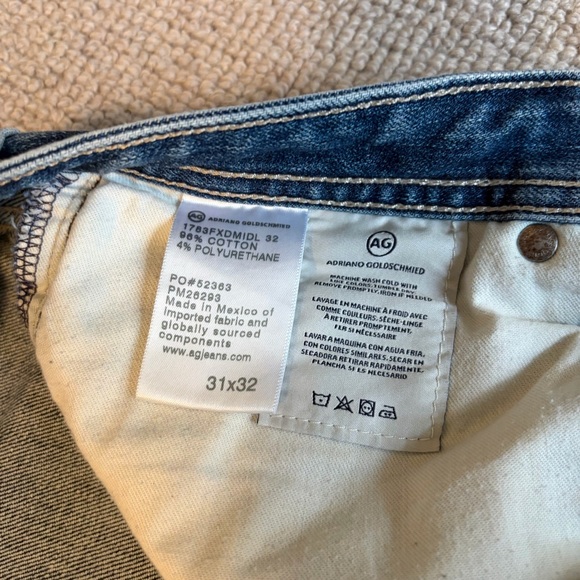 AG ADRIANO GOLDSCHMIED
1783FXDMIDL 32
96% COTTON
4% POLYURETHANE
PO#52363
PM26293
Made in Mexico of
imported fabric and
globally sourced
components
www.agjeans.com
31x32
AG
ADRIANO GOLDSCHMIED
MACHINE WASH COLD WITH
LIKE COLORS; TUMBLE DRY
REMOVE PROMPTLY, IRON IF NEEDED
LAVAGE EN MACHINE À FROID AVEC
COMME COULEURS. SÈCHE-LINGE
À RETIRER PROMPTEMENT,
FER SI NÉCESSAIRE
LAVAR A MAQUINA CON AGUA FRIA,
CON COLORES SIMILARES. SECAR EN
SECADORA RETIRAR RAPIDAMENTE.
PLANCHA SI ES NECESARIO